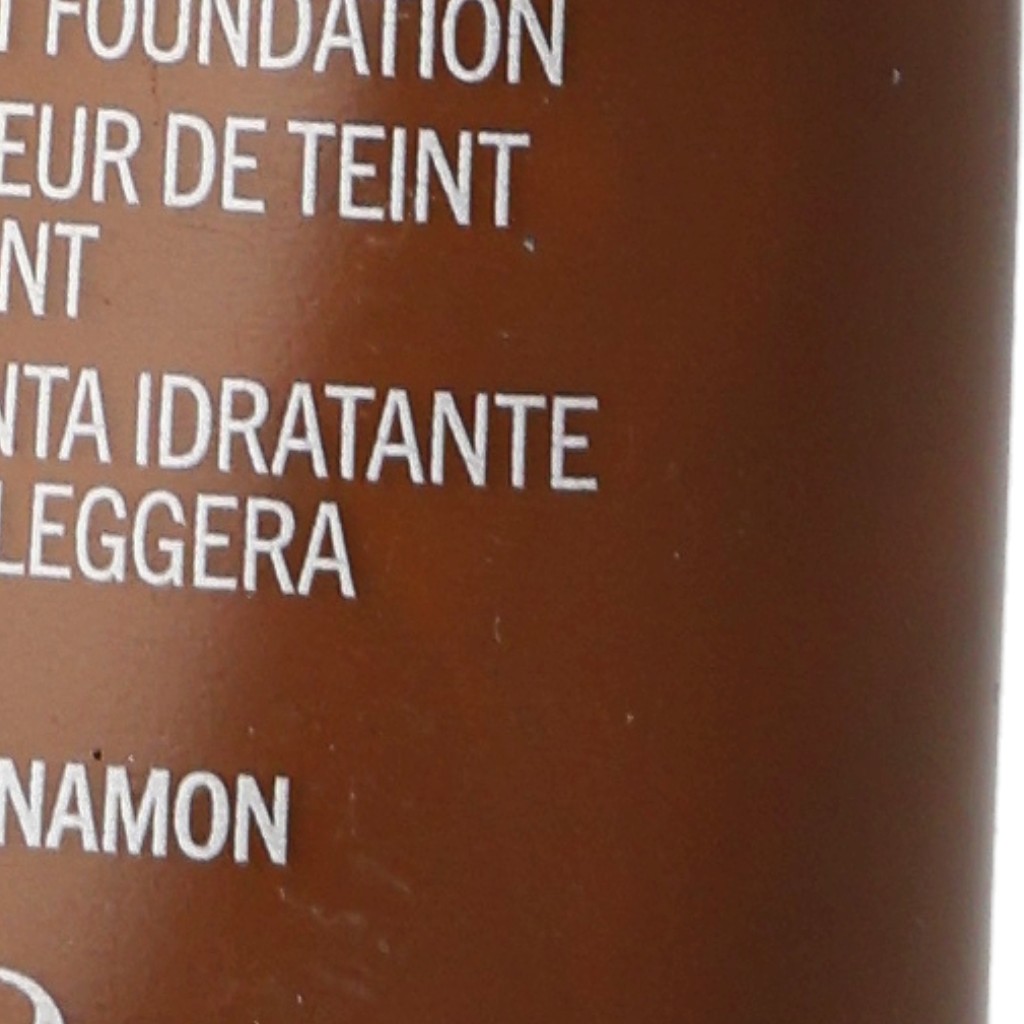 FOUNDATION
EUR DE TEINT
NT
NTA IDRATANTE
LEGGERA
NAMON